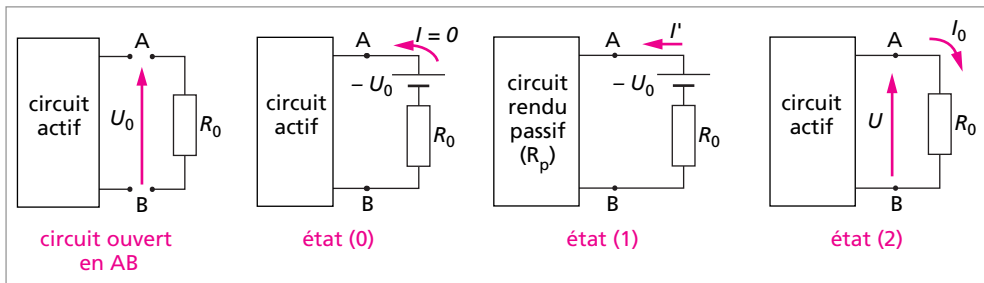 circuit
actif
A
U₀
R₀
B
circuit ouvert
en AB
circuit
actif
A
I = 0
– U₀
R₀
B
état (0)
circuit
rendu
passif
(Rₚ)
A
I'
– U₀
R₀
B
état (1)
circuit
actif
A
I₀
U
R₀
B
état (2)